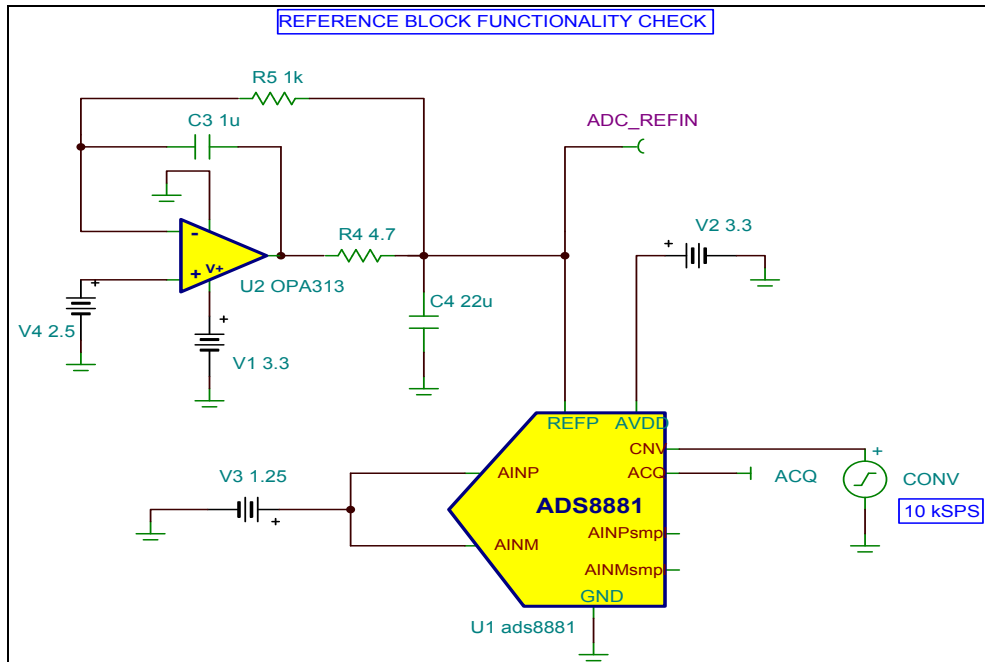 REFERENCE BLOCK FUNCTIONALITY CHECK
R5 1k
C3 1u
ADC_REFIN
V2 3.3
+
-
R4 4.7
+
V+
U2 OPA313
+
V4 2.5
C4 22u
+
V1 3.3
REFP AVDD
CNV
+
V3 1.25
AINP
ACQ
ACQ
CONV
ADS8881
10 kSPS
+
AINPsmp
AINM
AINMsmp
GND
U1 ads8881